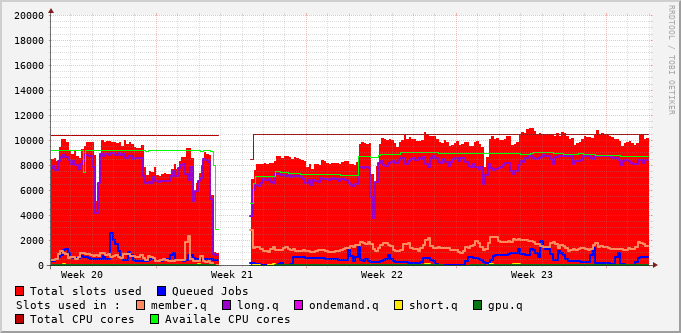 20000
18000
16000
14000
12000
10000
8000
6000
4000
2000
0
Week 20 Week 21 Week 22 Week 23
Total slots used Queued Jobs
Slots used in : member.q long.q ondemand.q short.q gpu.q
Total CPU cores Availale CPU cores
RRDTOOL / TOBI OETIKER